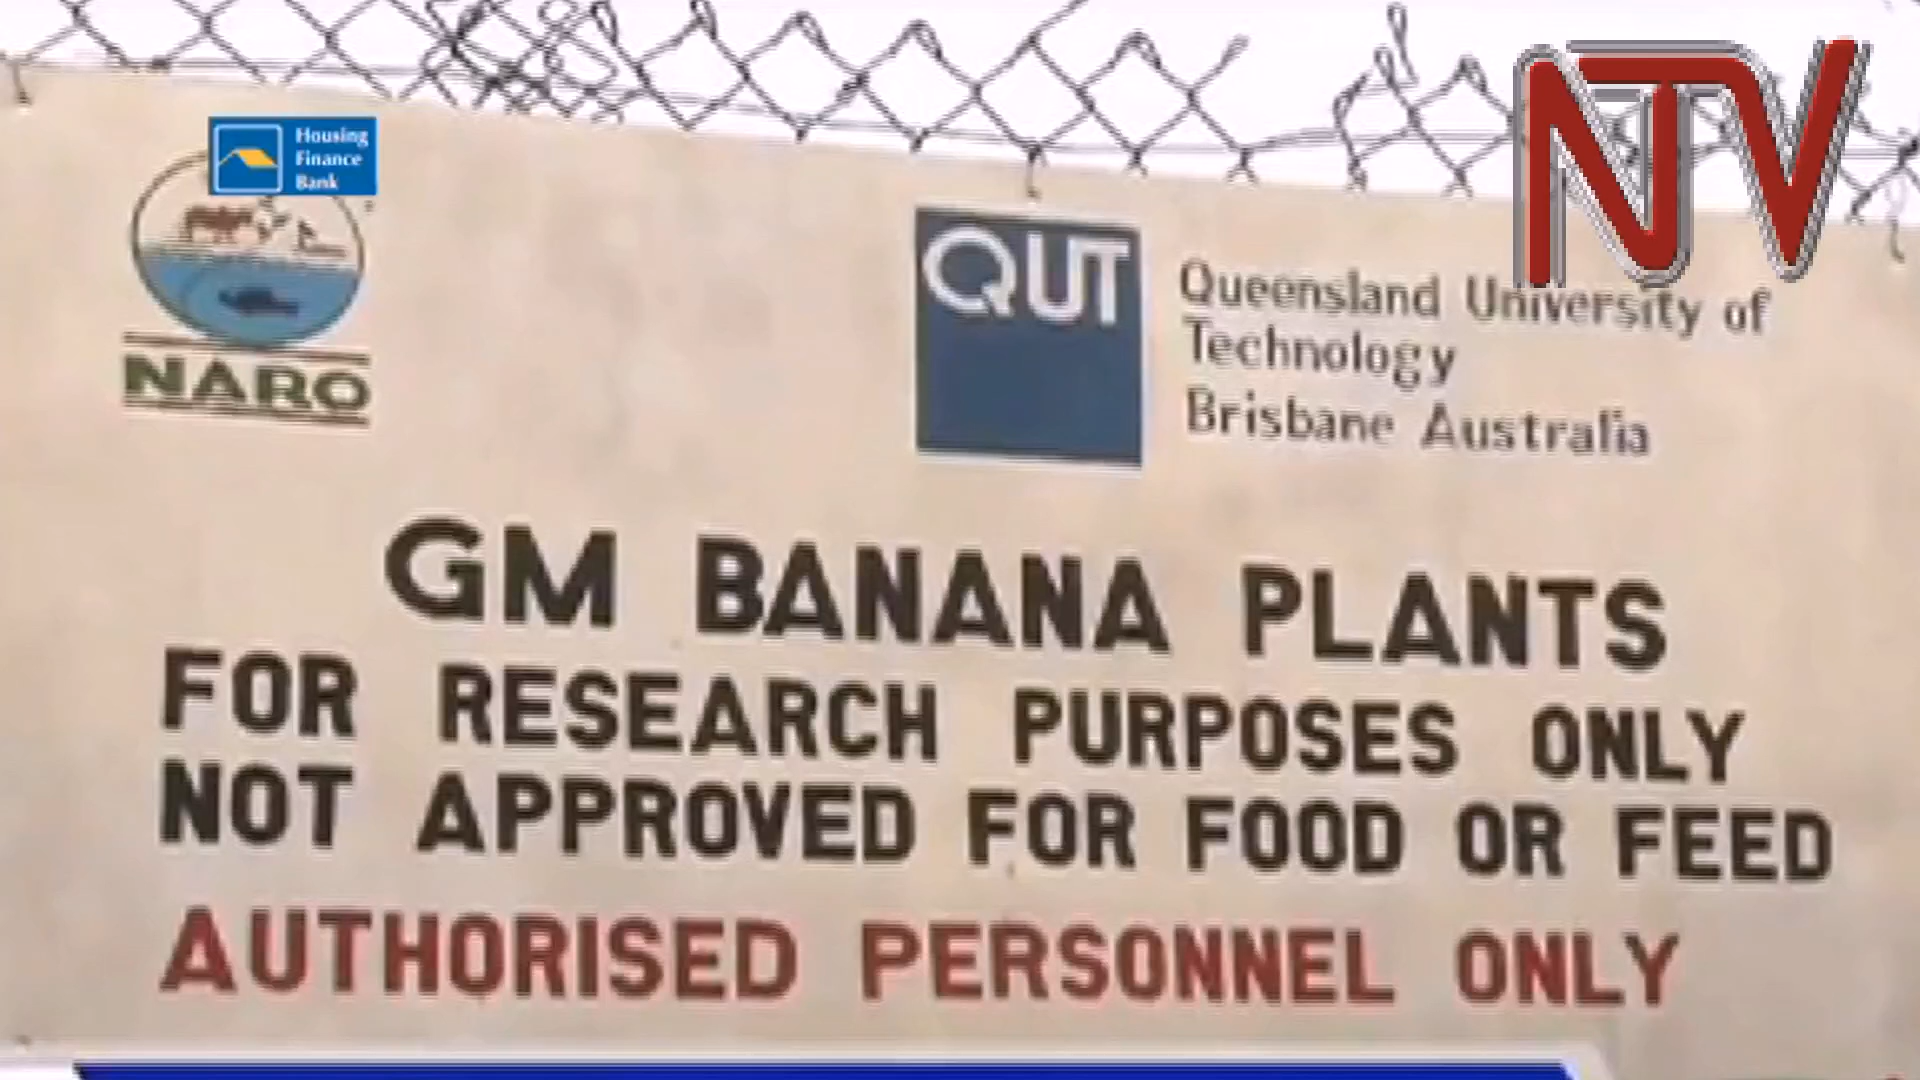 NTV
Housing
Finance
Bank
NARO
QUT
Queensland University of
Technology
Brisbane Australia
GM BANANA PLANTS
FOR RESEARCH PURPOSES ONLY
NOT APPROVED FOR FOOD OR FEED
AUTHORISED PERSONNEL ONLY